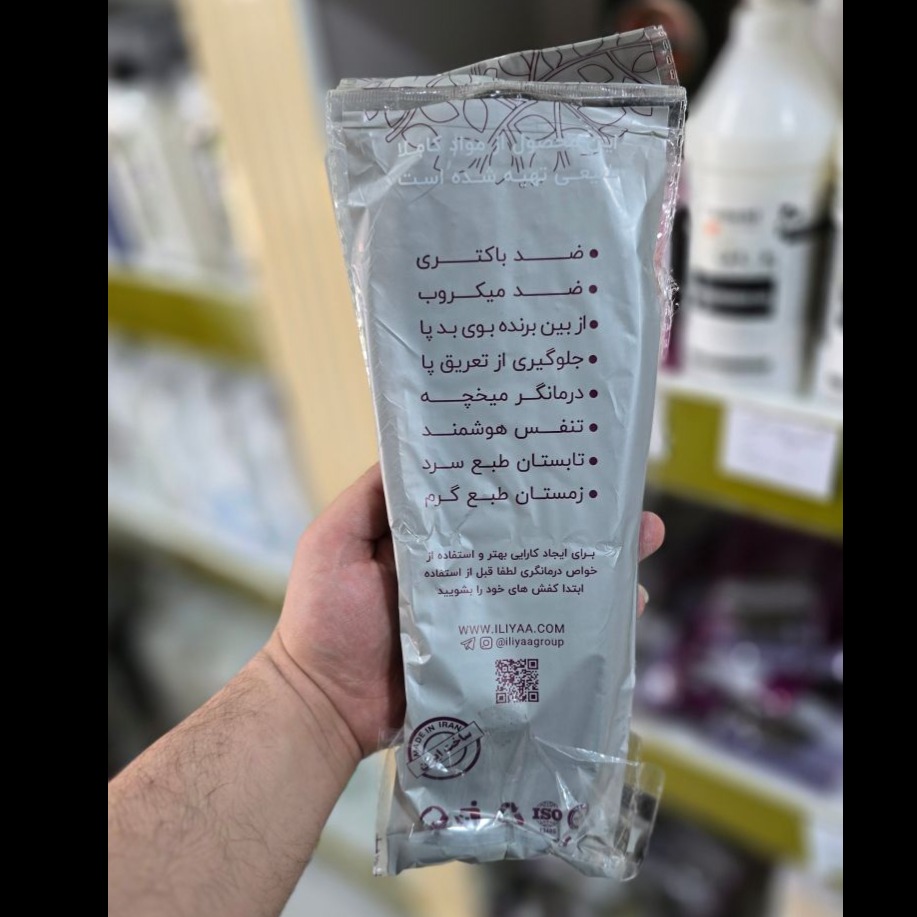 این محصول از مواد کاملا
طبیعی تهیه شده است
• ضد باکتری
• ضد میکروب
• از بین برنده بوی بد پا
• جلوگیری از تعریق پا
• درمانگر میخچه
• تنفس هوشمند
• تابستان طبع سرد
• زمستان طبع گرم
برای ایجاد کارایی بهتر و استفاده از
خواص درمانگری لطفا قبل از استفاده
ابتدا کفش های خود را بشویید
WWW.ILIYAA.COM
@iliyaagroup
MADE IN IRAN
ساخت ایران
ISO